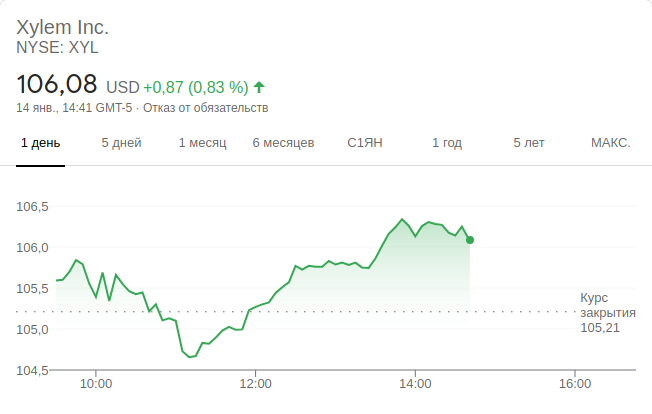 Xylem Inc.
NYSE: XYL
106,08 USD +0,87 (0,83 %)
14 янв., 14:41 GMT-5 · Отказ от обязательств
1 день 5 дней 1 месяц 6 месяцев С1ЯН 1 год 5 лет МАКС.
106,5
106,0
105,5
Курс
закрытия
105,21
105,0
104,5
10:00 12:00 14:00 16:00